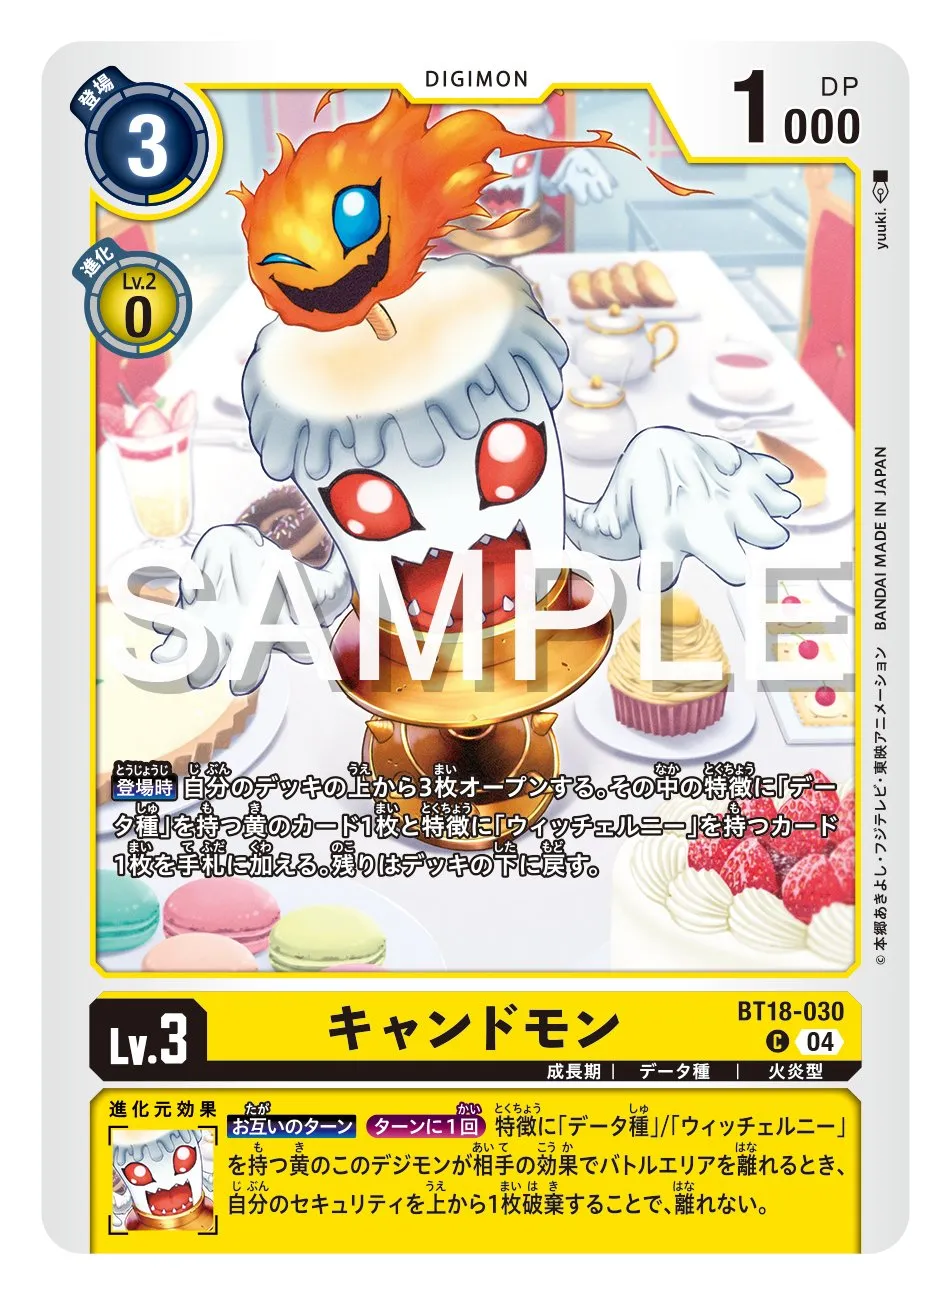 DIGIMON
登場
3
DP
1000
進化
Lv.2
0
yuuki.
BANDAI MADE IN JAPAN
©本郷あきよし・フジテレビ・東映アニメーション
SAMPLE
登場時 自分のデッキの上から3枚オープンする。その中の特徴に「デー
タ種」を持つ黄のカード1枚と特徴に「ウィッチェルニー」を持つカード
1枚を手札に加える。残りはデッキの下に戻す。
Lv.3
キャンドモン
BT18-030
C 04
成長期 | データ種 | 火炎型
進化元効果
お互いのターン ターンに1回 特徴に「データ種」/「ウィッチェルニー」
を持つ黄のこのデジモンが相手の効果でバトルエリアを離れるとき、
自分のセキュリティを上から1枚破棄することで、離れない。